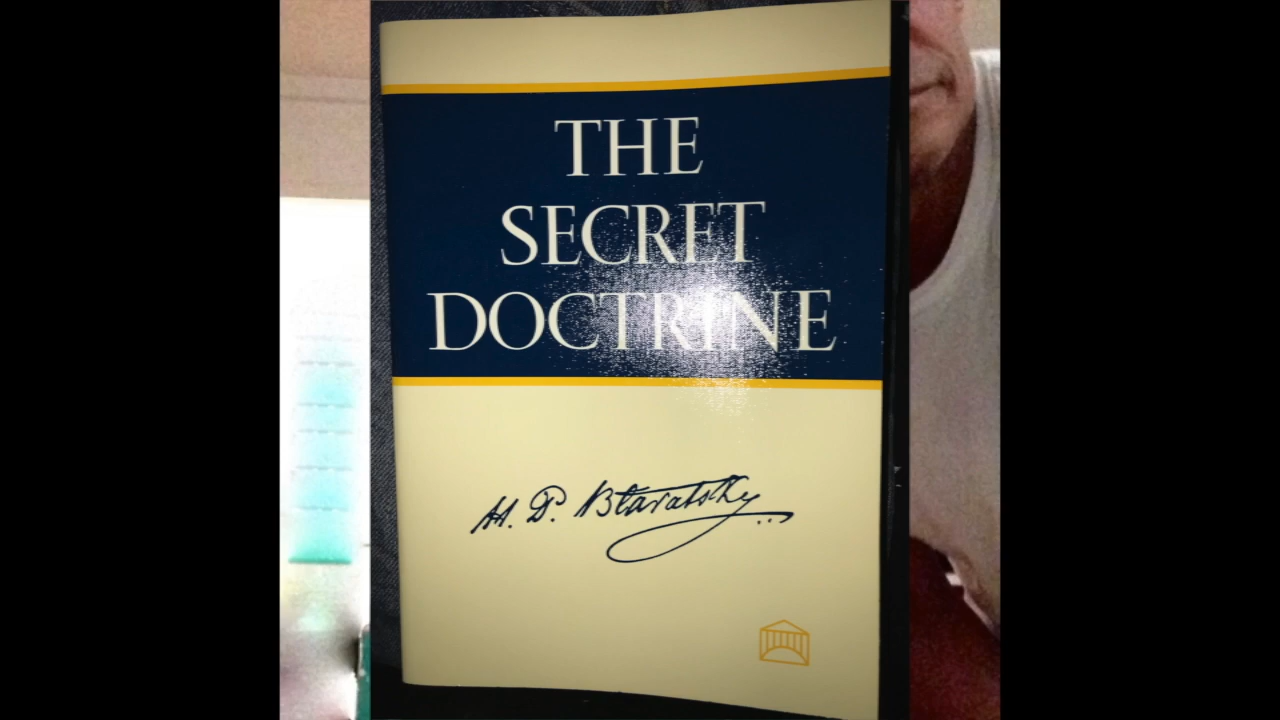 THE
SECRET
DOCTRINE
H. P. Blavatsky